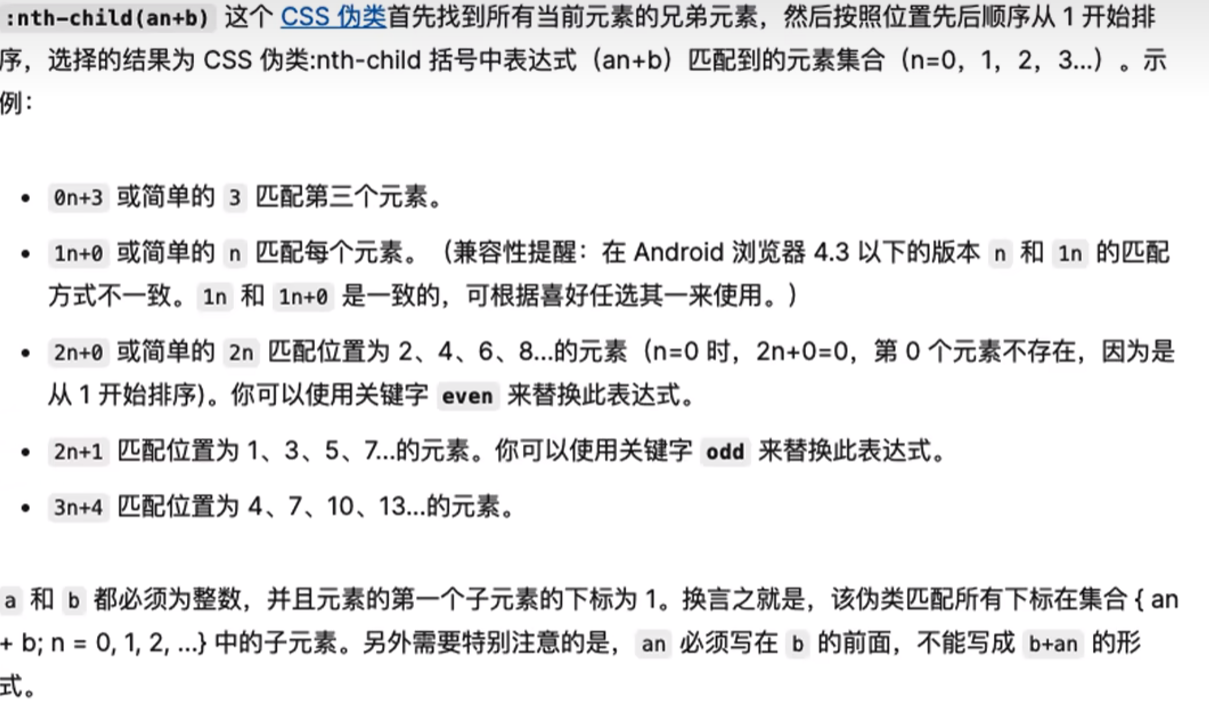 :nth-child(an+b) 这个 CSS 伪类首先找到所有当前元素的兄弟元素，然后按照位置先后顺序从 1 开始排
序，选择的结果为 CSS 伪类:nth-child 括号中表达式（an+b）匹配到的元素集合（n=0，1，2，3...）。示
例：
• 0n+3 或简单的 3 匹配第三个元素。
• 1n+0 或简单的 n 匹配每个元素。（兼容性提醒：在 Android 浏览器 4.3 以下的版本 n 和 1n 的匹配
方式不一致。1n 和 1n+0 是一致的，可根据喜好任选其一来使用。）
• 2n+0 或简单的 2n 匹配位置为 2、4、6、8...的元素（n=0 时，2n+0=0，第 0 个元素不存在，因为是
从 1 开始排序)。你可以使用关键字 even 来替换此表达式。
• 2n+1 匹配位置为 1、3、5、7...的元素。你可以使用关键字 odd 来替换此表达式。
• 3n+4 匹配位置为 4、7、10、13...的元素。
a 和 b 都必须为整数，并且元素的第一个子元素的下标为 1。换言之就是，该伪类匹配所有下标在集合 { an
+ b; n = 0, 1, 2, ...} 中的子元素。另外需要特别注意的是，an 必须写在 b 的前面，不能写成 b+an 的形
式。